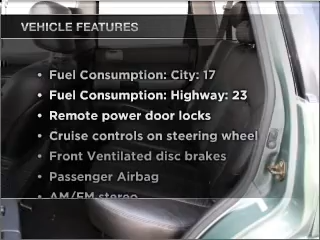 VEHICLE FEATURES
• Fuel Consumption: City: 17
• Fuel Consumption: Highway: 23
• Remote power door locks
• Cruise controls on steering wheel
• Front Ventilated disc brakes
• Passenger Airbag
• AM/FM stereo